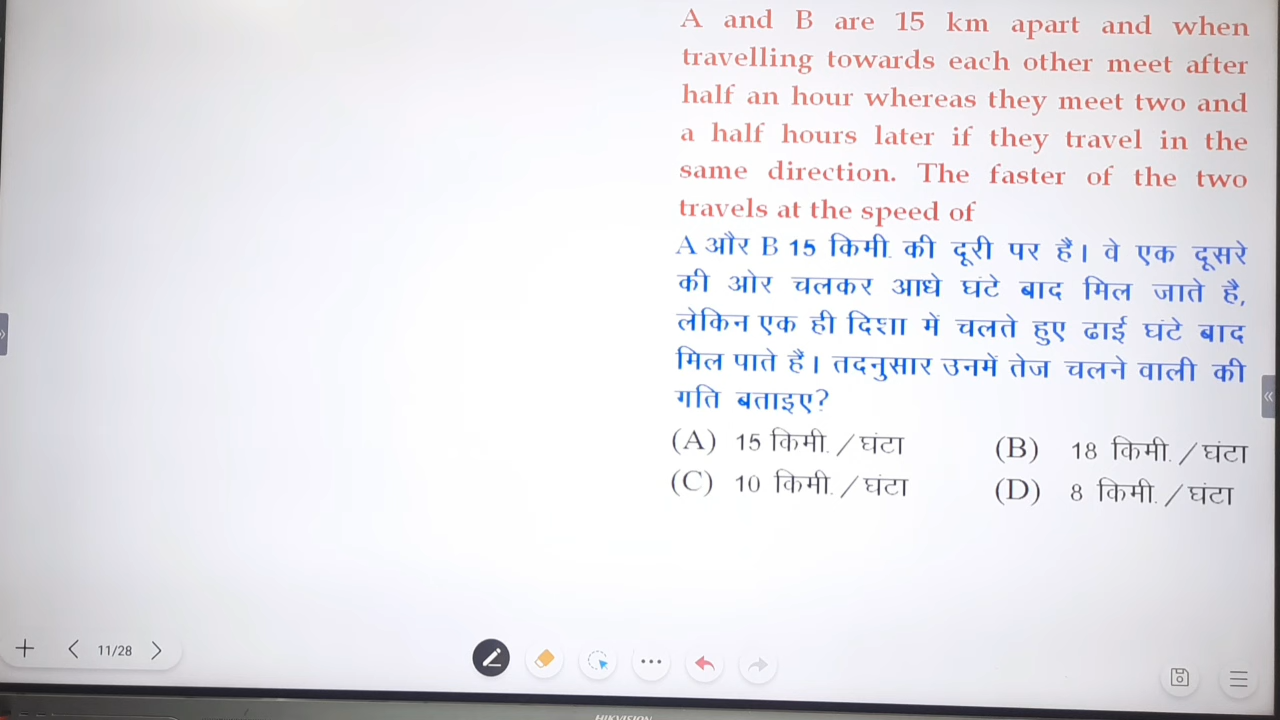 A and B are 15 km apart and when
travelling towards each other meet after
half an hour whereas they meet two and
a half hours later if they travel in the
same direction. The faster of the two
travels at the speed of
A और B 15 किमी. की दूरी पर हैं। वे एक दूसरे
की ओर चलकर आधे घंटे बाद मिल जाते है,
लेकिन एक ही दिशा में चलते हुए ढाई घंटे बाद
मिल पाते हैं। तदनुसार उनमें तेज चलने वाली की
गति बताइए?
(A) 15 किमी. / घंटा (B) 18 किमी. / घंटा
(C) 10 किमी. / घंटा (D) 8 किमी. / घंटा
11/28
HIKVISION